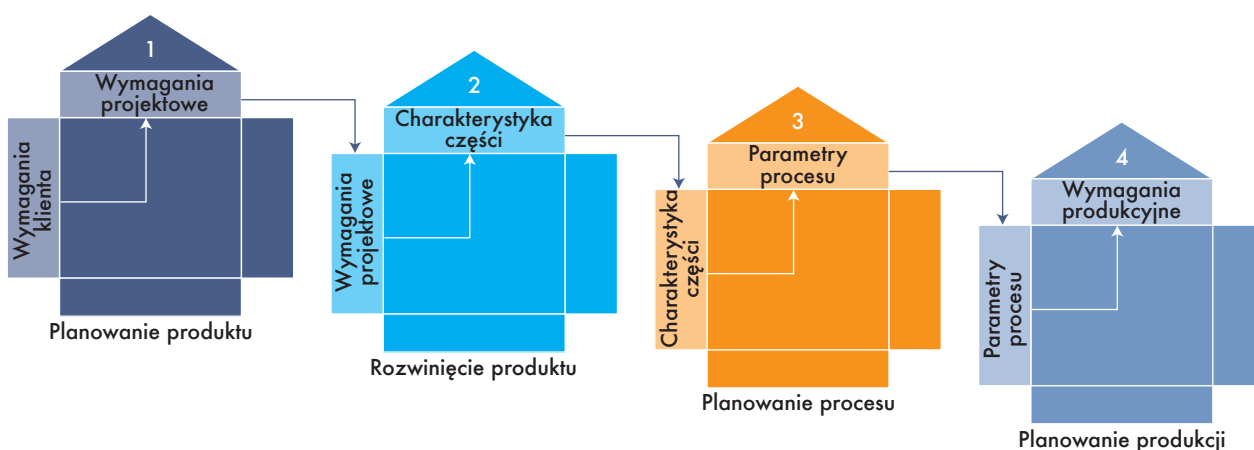 1
Wymagania
projektowe
Wymagania
klienta
Planowanie produktu
2
Charakterystyka
części
Wymagania
projektowe
Rozwinięcie produktu
3
Parametry
procesu
Charakterystyka
części
Planowanie procesu
4
Wymagania
produkcyjne
Parametry
procesu
Planowanie produkcji